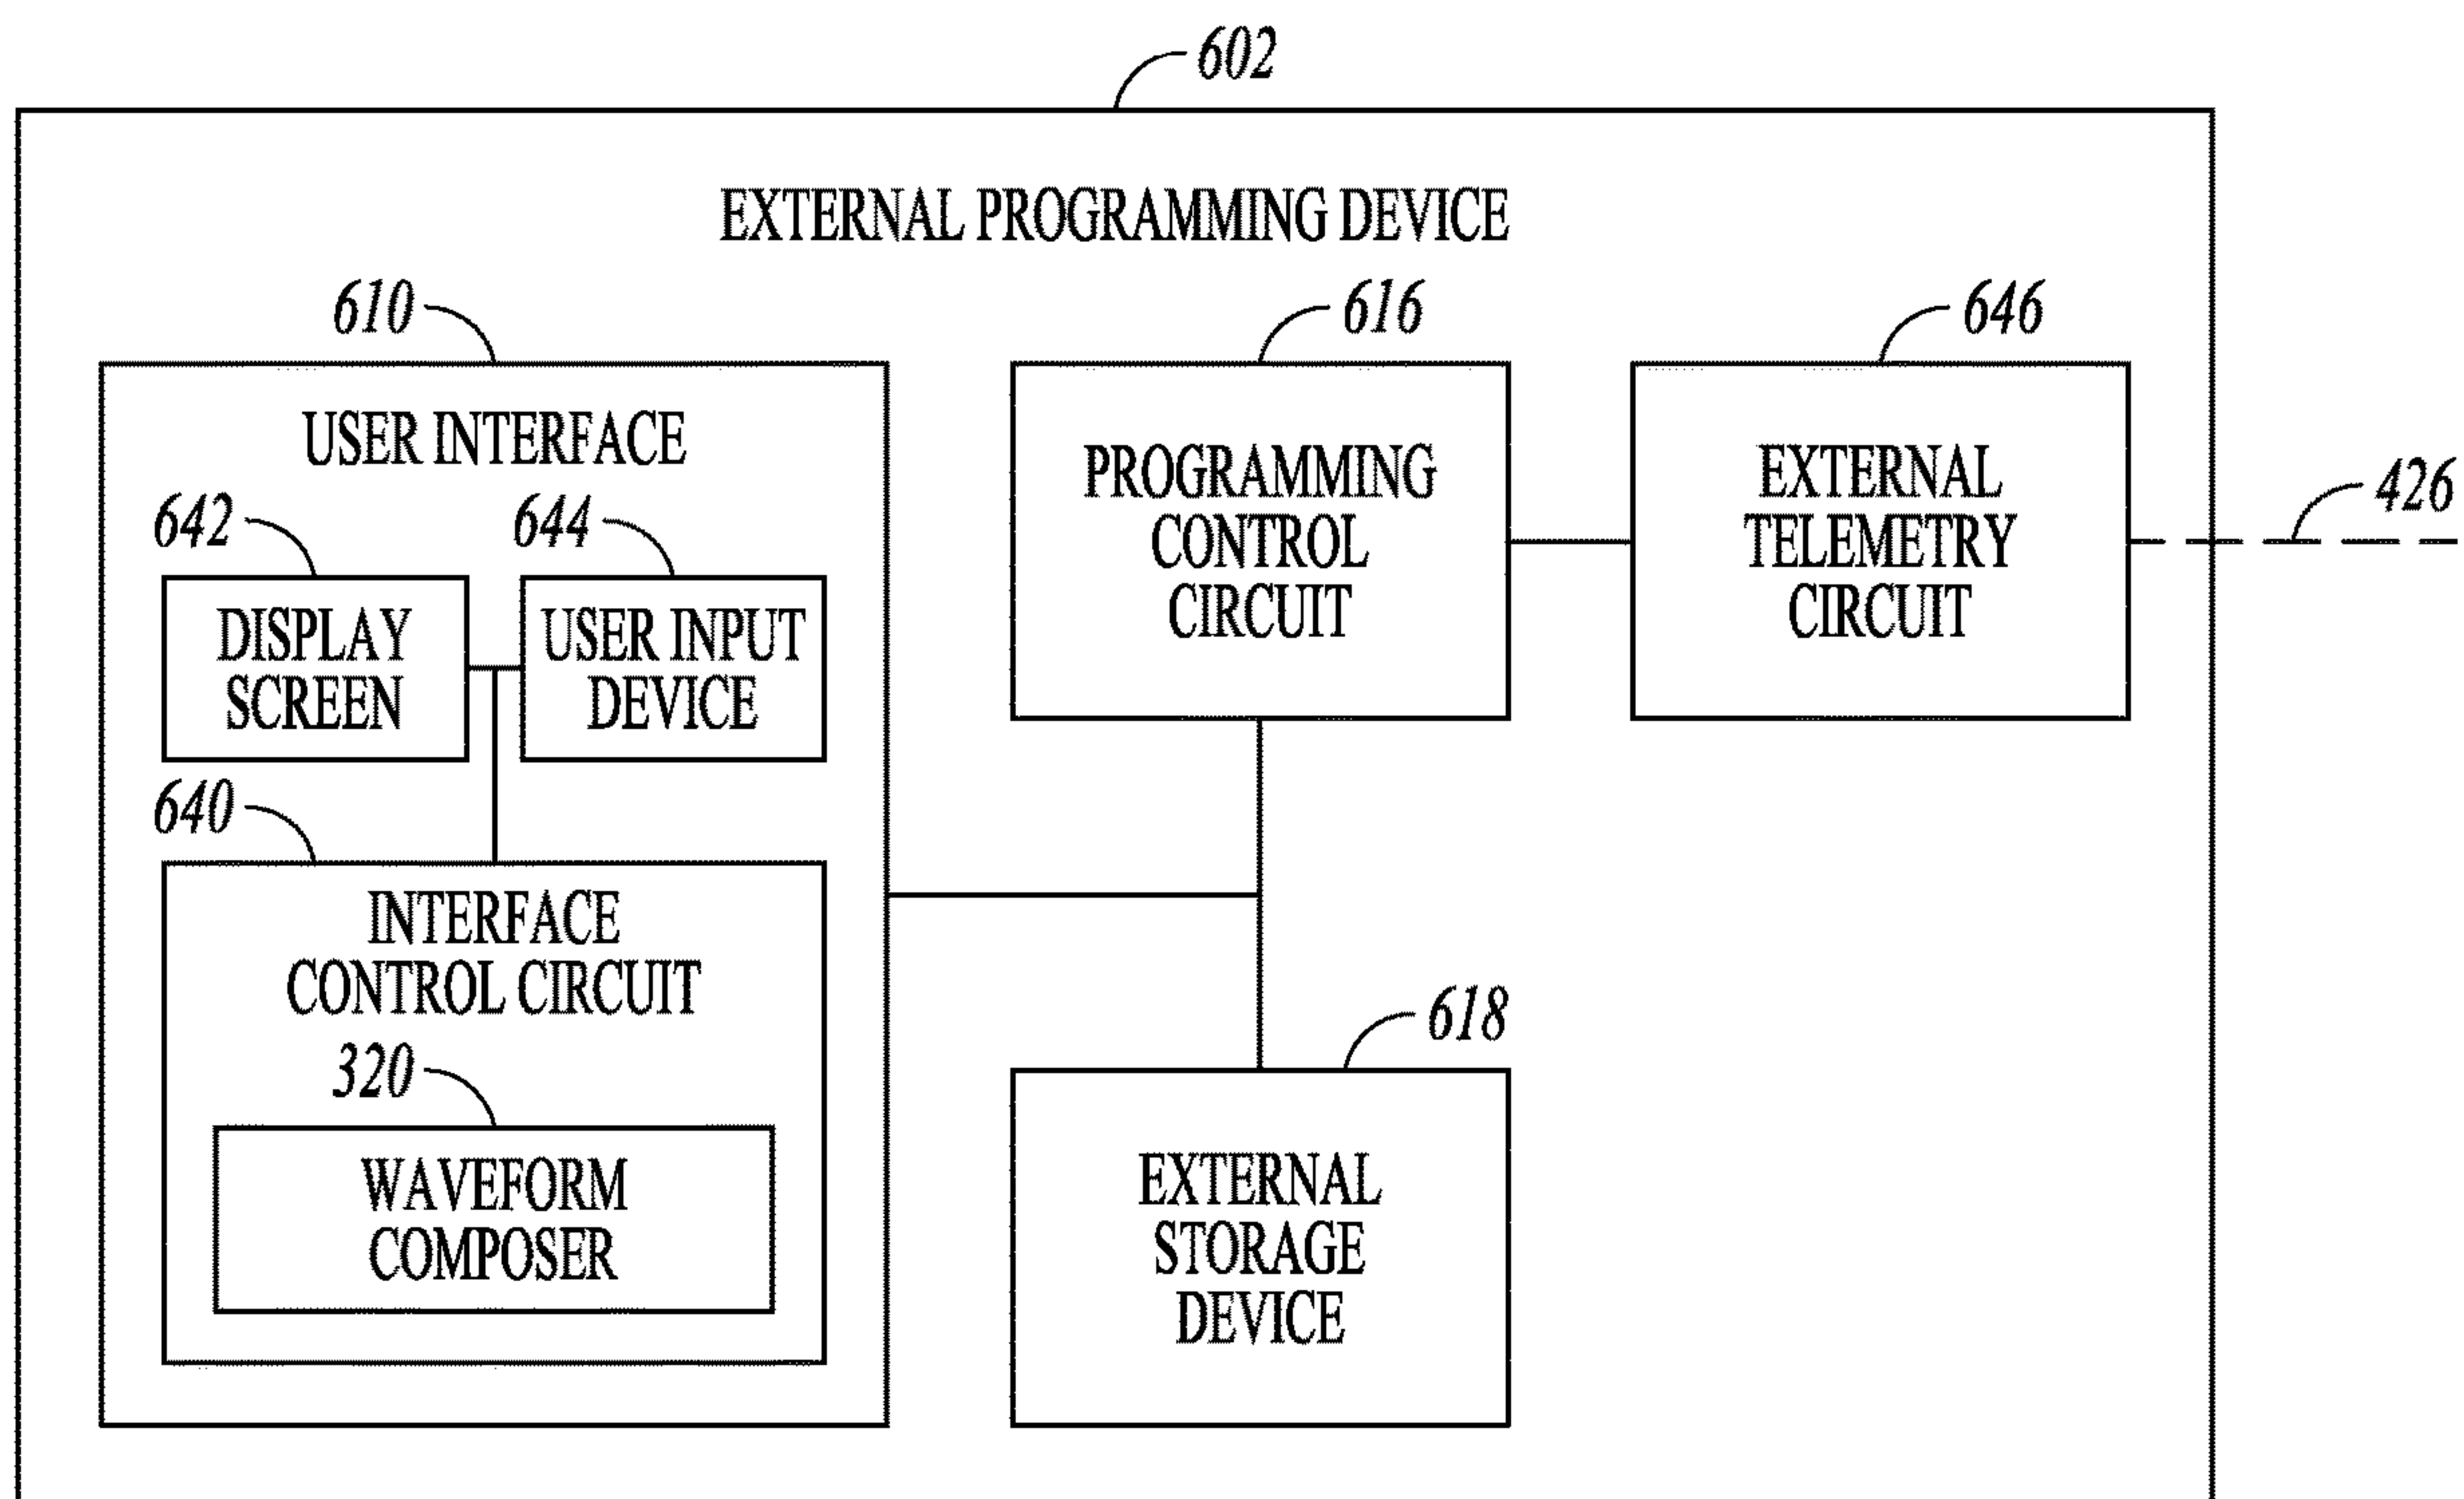 602
EXTERNAL PROGRAMMING DEVICE
610
616
646
USER INTERFACE
642
644
DISPLAY
SCREEN
USER INPUT
DEVICE
640
INTERFACE
CONTROL CIRCUIT
320
WAVEFORM
COMPOSER
PROGRAMMING
CONTROL
CIRCUIT
EXTERNAL
TELEMETRY
CIRCUIT
426
618
EXTERNAL
STORAGE
DEVICE